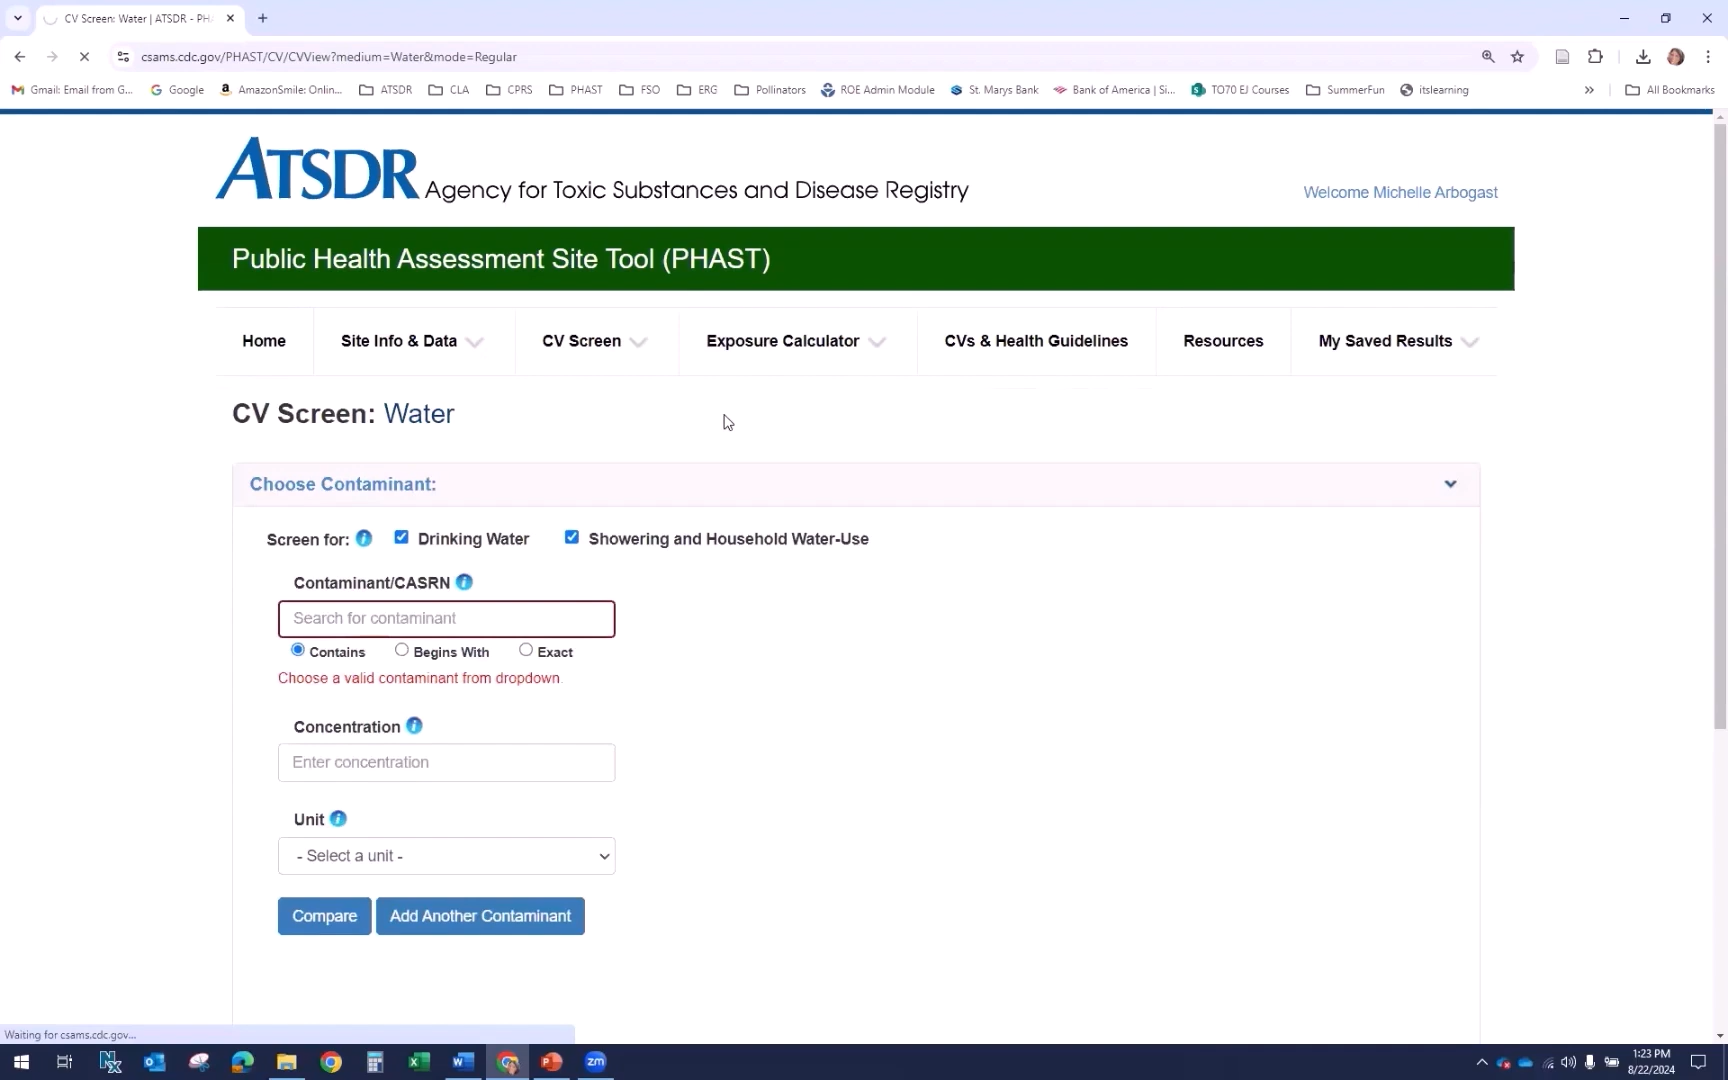 CV Screen: Water | ATSDR - PH
csams.cdc.gov/PHAST/CV/CVView?medium=Water&mode=Regular
Gmail: Email from G... Google AmazonSmile: Onlin... ATSDR CLA CPRS PHAST FSO ERG Pollinators ROE Admin Module St. Marys Bank Bank of America | Si... TO70 EJ Courses SummerFun itslearning » All Bookmarks
ATSDR Agency for Toxic Substances and Disease Registry
Welcome Michelle Arbogast
Public Health Assessment Site Tool (PHAST)
Home Site Info & Data CV Screen Exposure Calculator CVs & Health Guidelines Resources My Saved Results
CV Screen: Water
Choose Contaminant:
Screen for: Drinking Water Showering and Household Water-Use
Contaminant/CASRN
Search for contaminant
Contains Begins With Exact
Choose a valid contaminant from dropdown.
Concentration
Enter concentration
Unit
- Select a unit -
Compare Add Another Contaminant
Waiting for csams.cdc.gov...
1:23 PM
8/22/2024